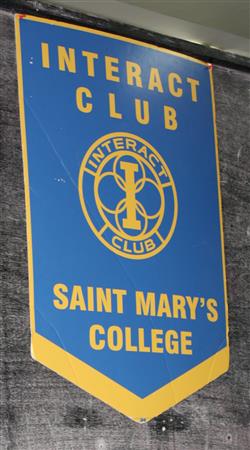 INTERACT
CLUB
INTERACT
I
CLUB
SAINT MARY'S
COLLEGE